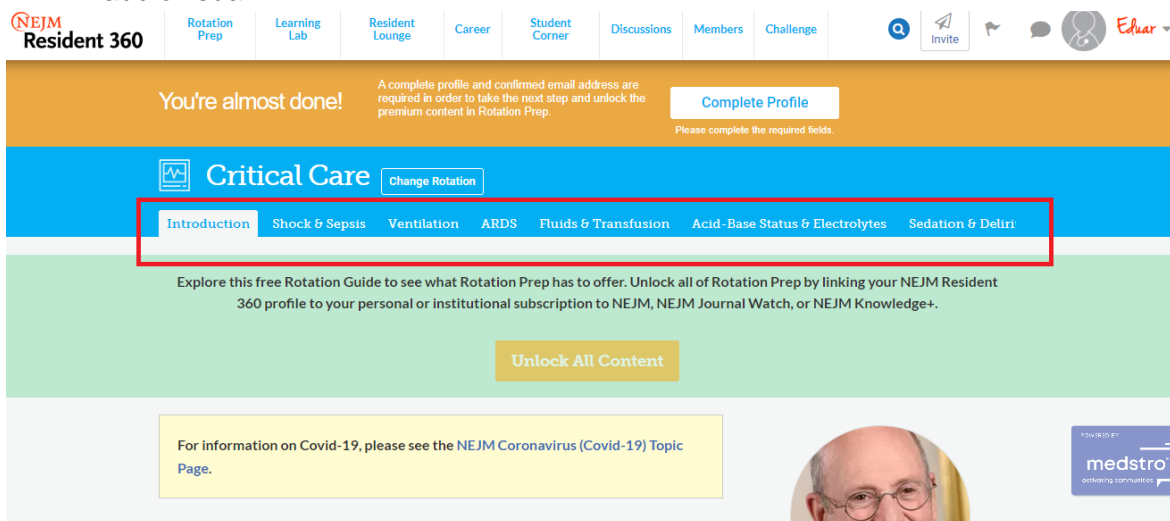 NEJM
Resident 360
Rotation
Prep
Learning
Lab
Resident
Lounge
Career
Student
Corner
Discussions
Members
Challenge
Invite
Eduar
You're almost done!
A complete profile and confirmed email address are
required in order to take the next step and unlock the
premium content in Rotation Prep.
Complete Profile
Please complete the required fields.
Critical Care
Change Rotation
Introduction Shock & Sepsis Ventilation ARDS Fluids & Transfusion Acid-Base Status & Electrolytes Sedation & Deliri
Explore this free Rotation Guide to see what Rotation Prep has to offer. Unlock all of Rotation Prep by linking your NEJM Resident
360 profile to your personal or institutional subscription to NEJM, NEJM Journal Watch, or NEJM Knowledge+.
Unlock All Content
For information on Covid-19, please see the NEJM Coronavirus (Covid-19) Topic
Page.
POWERED BY
medstro
activating communities